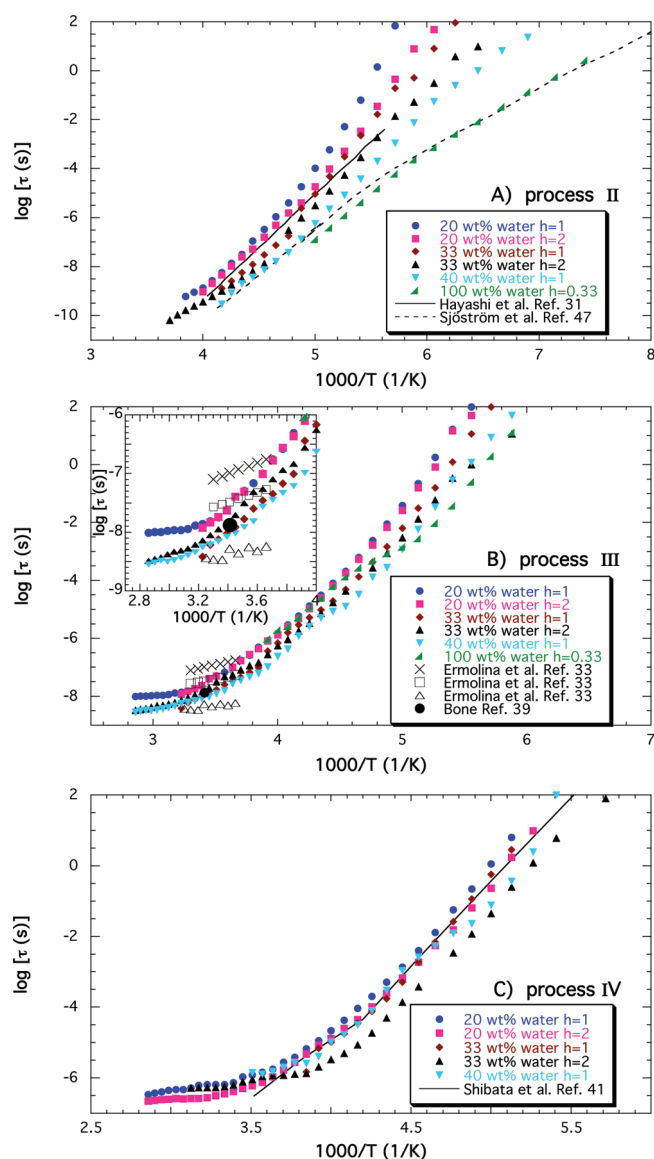 2
0
-2
-4
-6
-8
-10
log [τ (s)]
A) process II
20 wt% water h=1
20 wt% water h=2
33 wt% water h=1
33 wt% water h=2
40 wt% water h=1
100 wt% water h=0.33
Hayashi et al. Ref. 31
Sjöström et al. Ref. 47
3 4 5 6 7 8
1000/T (1/K)
-6
-7
-8
-9
log [τ (s)]
2.8 3.2 3.6 4
1000/T (1/K)
2
0
-2
-4
-6
-8
log [τ (s)]
B) process III
20 wt% water h=1
20 wt% water h=2
33 wt% water h=1
33 wt% water h=2
40 wt% water h=1
100 wt% water h=0.33
Ermolina et al. Ref. 33
Ermolina et al. Ref. 33
Ermolina et al. Ref. 33
Bone Ref. 39
3 4 5 6 7
1000/T (1/K)
2
0
-2
-4
-6
log [τ (s)]
C) process IV
20 wt% water h=1
20 wt% water h=2
33 wt% water h=1
33 wt% water h=2
40 wt% water h=1
Shibata et al. Ref. 41
2.5 3.5 4.5 5.5
1000/T (1/K)